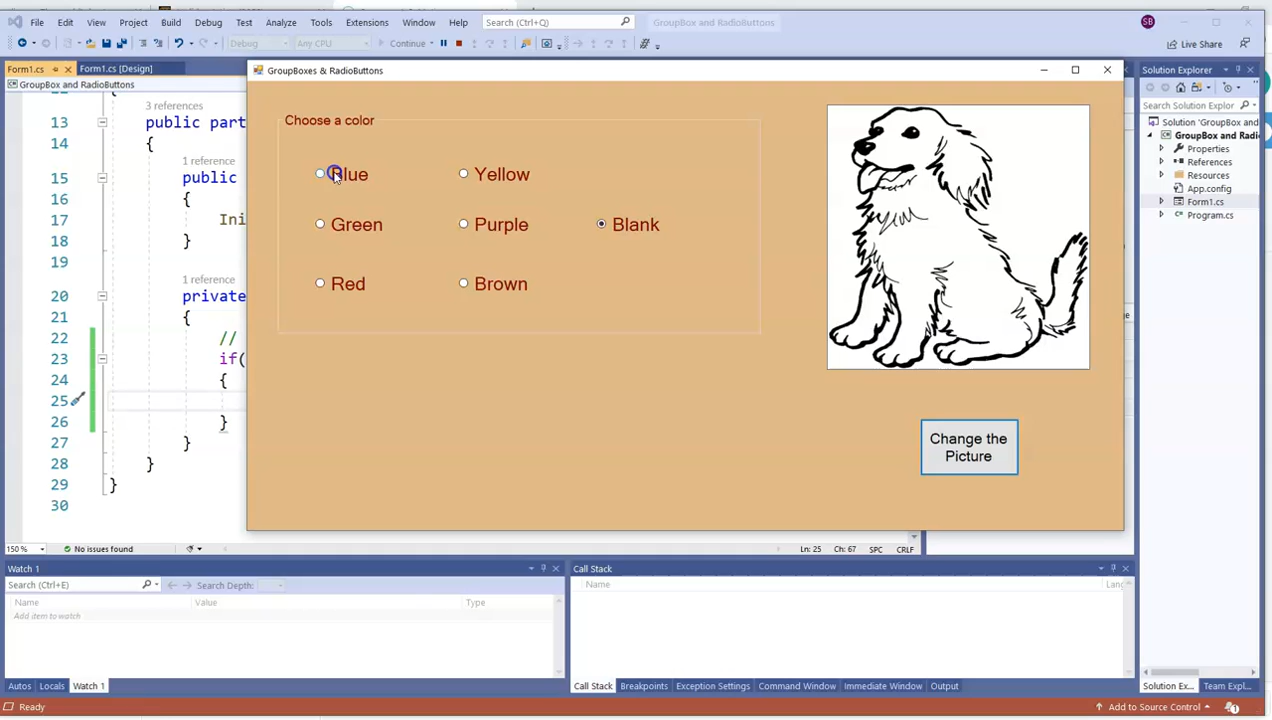 File Edit View Project Build Debug Test Analyze Tools Extensions Window Help Search (Ctrl+Q) GroupBox and RadioButtons SB
Debug Any CPU Continue Live Share
Form1.cs Form1.cs [Design]
GroupBox and RadioButtons
GroupBoxes & RadioButtons
Choose a color
Blue Yellow
Green Purple Blank
Red Brown
Change the
Picture
3 references
13 public part
14 {
1 reference
15 public
16 {
17 Ini
18 }
19
1 reference
20 private
21 {
22 //
23 if(
24 {
25
26 }
27 }
28 }
29 }
30
150 % No issues found Ln: 25 Ch: 67 SPC CRLF
Solution Explorer
Search Solution Explor
Solution 'GroupBox and
GroupBox and Radi
Properties
References
Resources
App.config
Form1.cs
Program.cs
Watch 1
Search (Ctrl+E) Search Depth:
Name Value Type
Add item to watch
Autos Locals Watch 1
Call Stack
Name Lang
Call Stack Breakpoints Exception Settings Command Window Immediate Window Output
Solution Ex... Team Expl...
Ready Add to Source Control 1